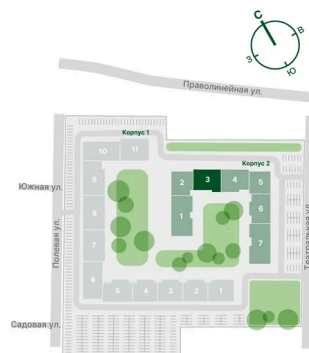 С
В
З
Ю
Праволинейная ул.
Корпус 1
10
11
Корпус 2
9
2
3
4
5
Южная ул.
8
1
6
Полевая ул.
7
7
Театральная ул.
6
5
4
3
2
1
Садовая ул.